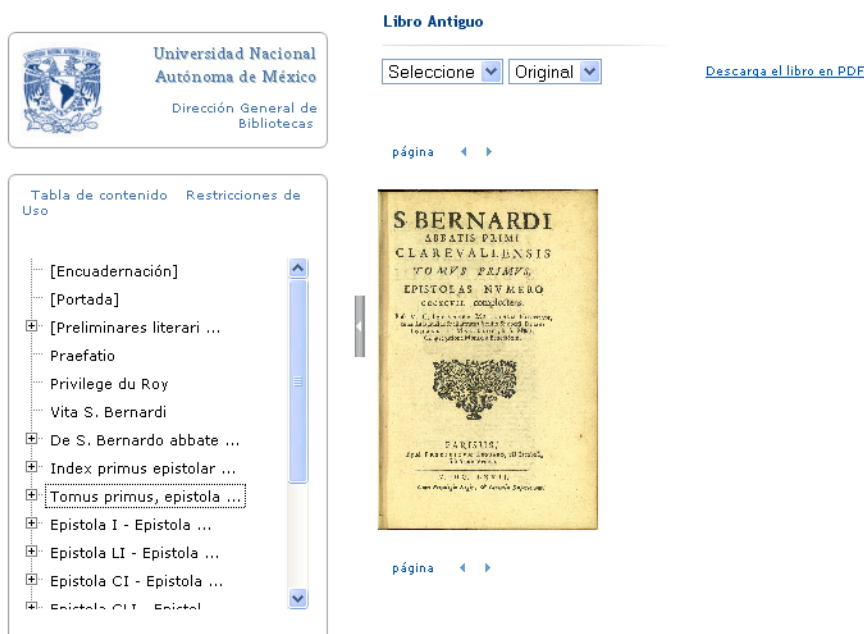 Libro Antiguo
Universidad Nacional
Autónoma de México
Dirección General de
Bibliotecas
Seleccione
Original
Descarga el libro en PDF
página
Tabla de contenido Restricciones de
Uso
[Encuadernación]
[Portada]
[Preliminares literari ...
Praefatio
Privilege du Roy
Vita S. Bernardi
De S. Bernardo abbate ...
Index primus epistolar ...
Tomus primus, epistola ...
Epistola I - Epistola ...
Epistola LI - Epistola ...
Epistola CI - Epistola ...
S BERNARDI
ABBATIS PRIMI
CLAREVALLENSIS
TOMVS PRIMVS,
EPISTOLAS NVMERO
complectens.
PARISIIS,
página